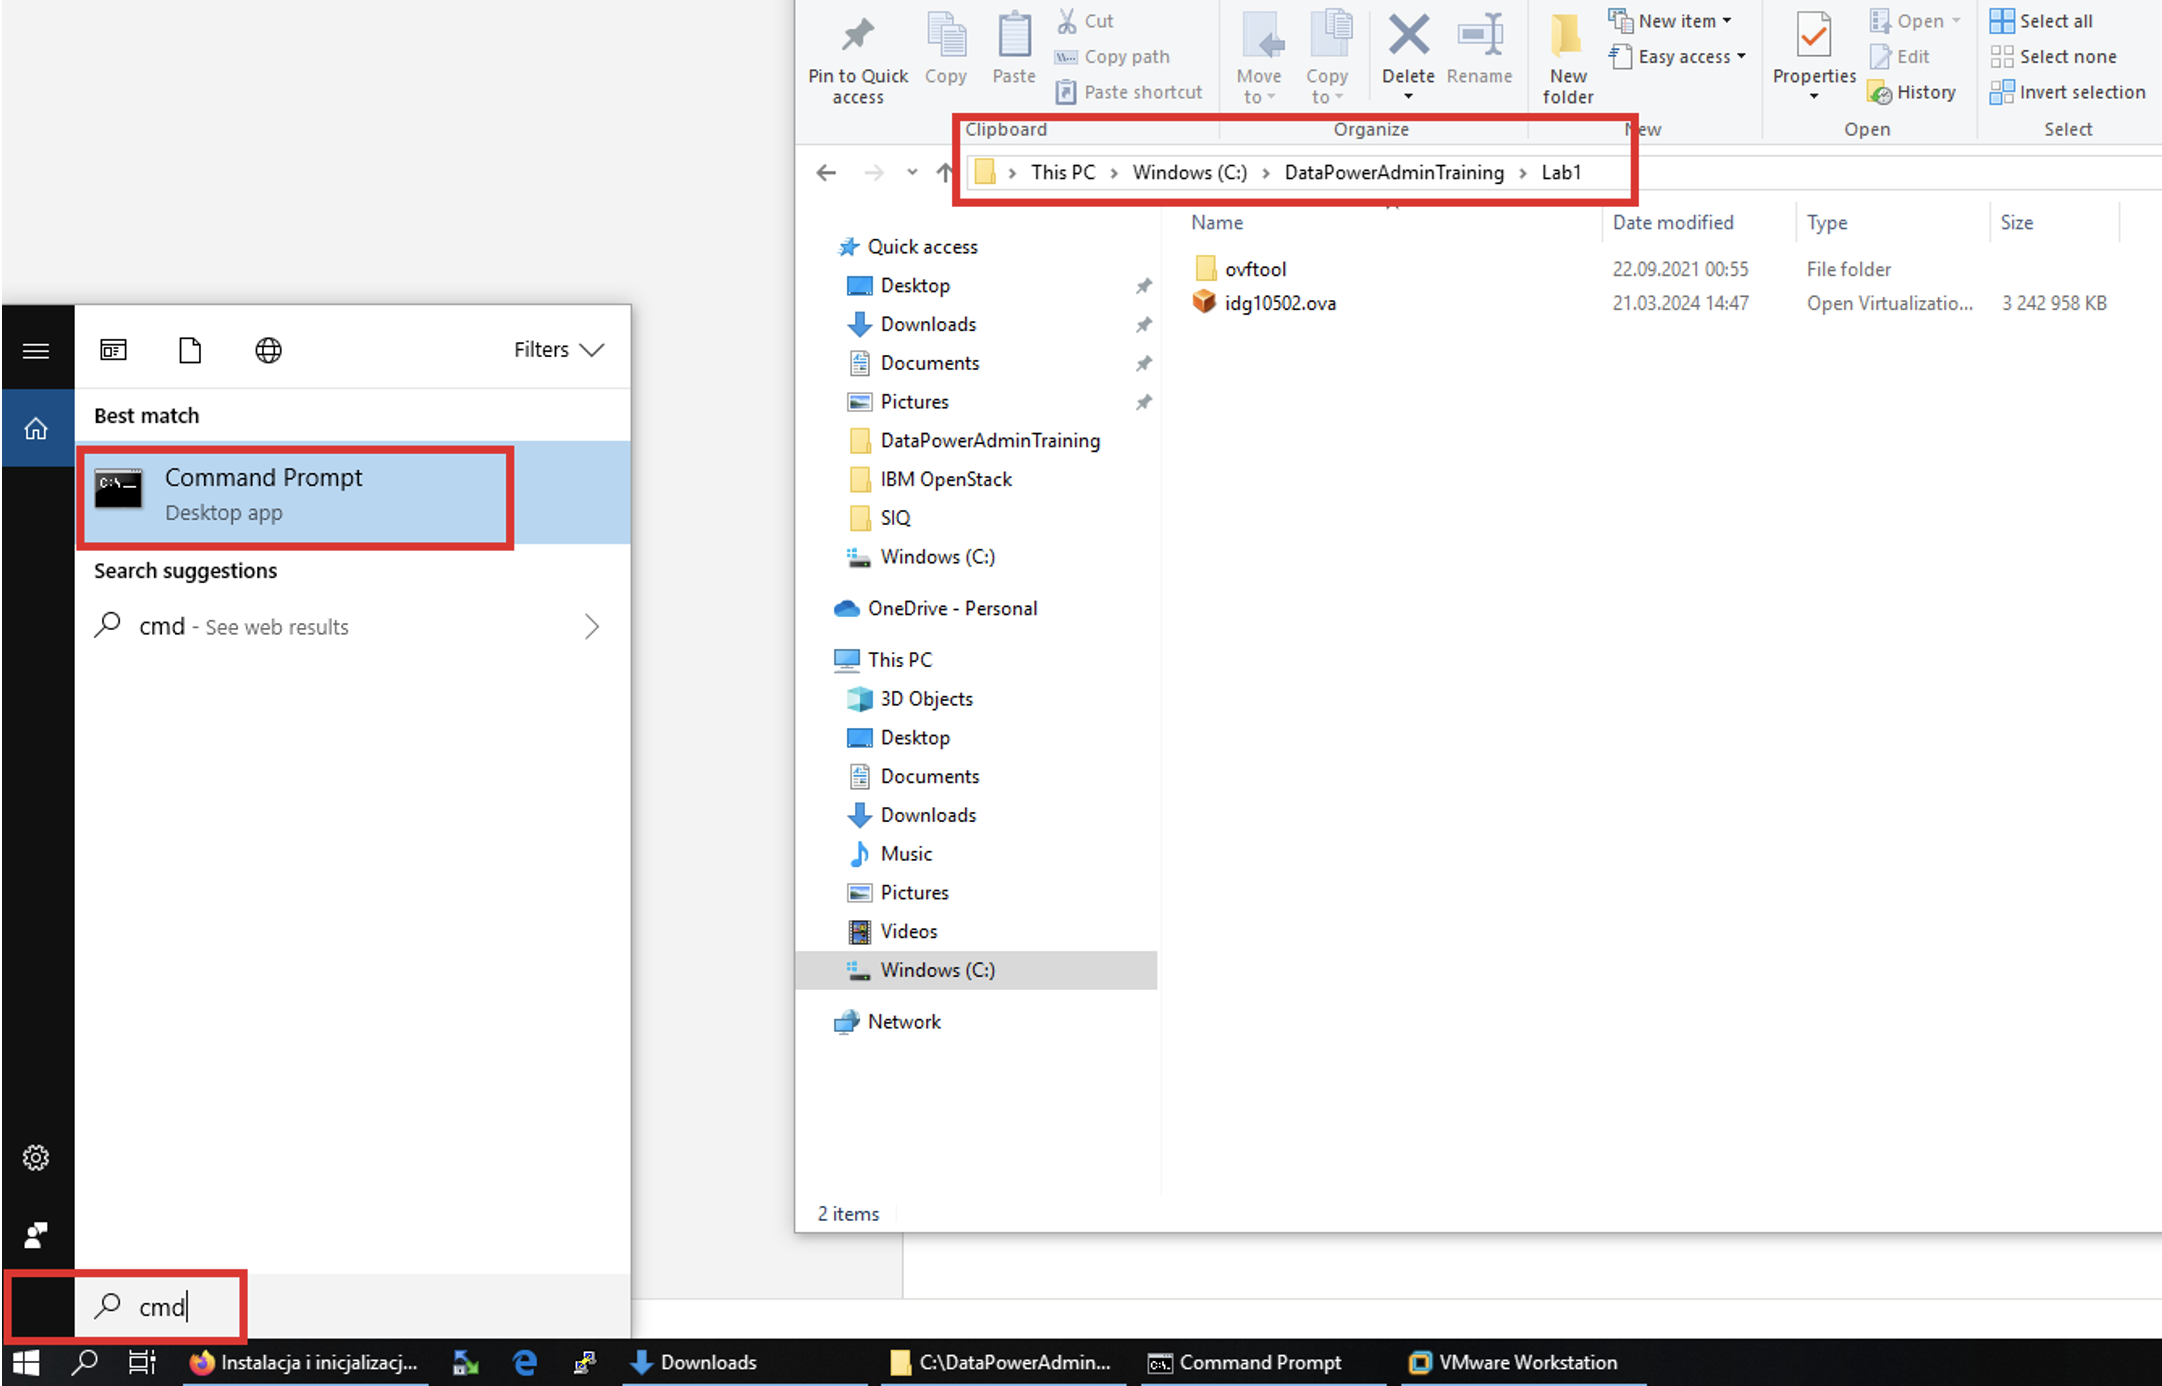 Pin to Quick access
Copy
Paste
Cut
Copy path
Paste shortcut
Move to
Copy to
Delete
Rename
New folder
New item
Easy access
Properties
Open
Edit
History
Select all
Select none
Invert selection
Clipboard
Organize
New
Open
Select
This PC > Windows (C:) > DataPowerAdminTraining > Lab1
Name
Date modified
Type
Size
ovftool
22.09.2021 00:55
File folder
idg10502.ova
21.03.2024 14:47
Open Virtualizatio...
3 242 958 KB
Quick access
Desktop
Downloads
Documents
Pictures
DataPowerAdminTraining
IBM OpenStack
SIQ
Windows (C:)
OneDrive - Personal
This PC
3D Objects
Desktop
Documents
Downloads
Music
Pictures
Videos
Windows (C:)
Network
2 items
Filters
Best match
C:\
Command Prompt
Desktop app
Search suggestions
cmd - See web results
cmd
Instalacja i inicjalizacj...
Downloads
C:\DataPowerAdmin...
C:\
Command Prompt
VMware Workstation